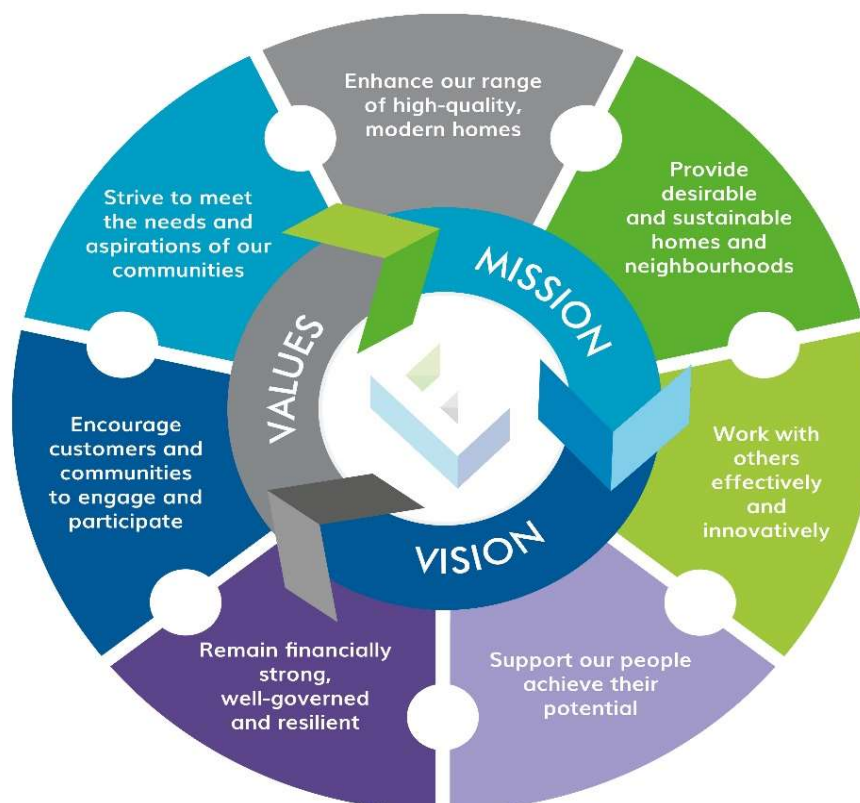 Enhance our range
of high-quality,
modern homes
Provide
desirable
and sustainable
homes and
neighbourhoods
Work with
others
effectively
and
innovatively
Support our people
achieve their
potential
Remain financially
strong,
well-governed
and resilient
Encourage
customers and
communities
to engage and
participate
Strive to meet
the needs and
aspirations of our
communities
MISSION
VISION
VALUES